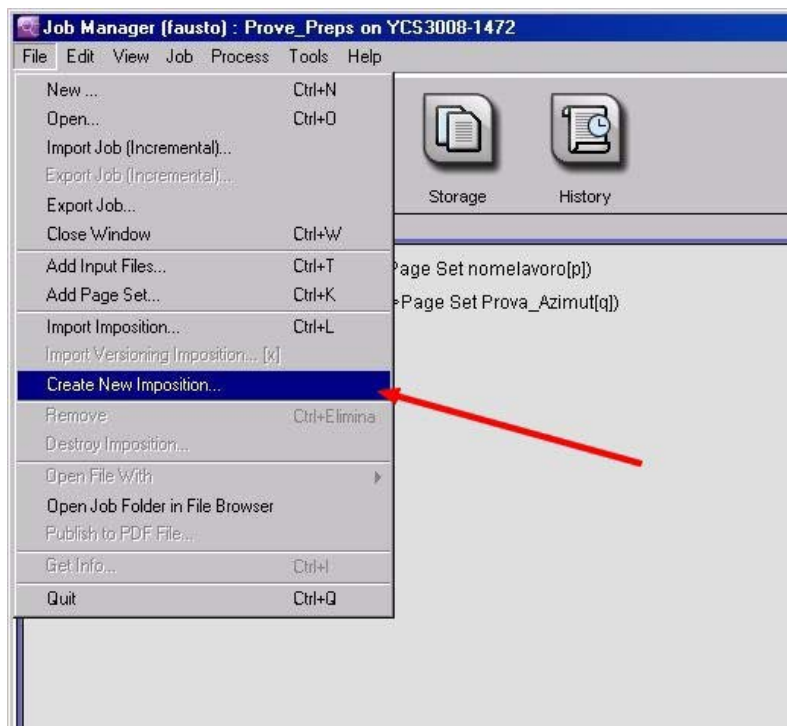 Job Manager (fausto) : Prove_Preps on YCS3008-1472
File Edit View Job Process Tools Help
New ... Ctrl+N
Open... Ctrl+O
Import Job (Incremental)...
Export Job (Incremental)...
Export Job...
Close Window Ctrl+W
Add Input Files... Ctrl+T
Add Page Set... Ctrl+K
Import Imposition... Ctrl+L
Import Versioning Imposition... [x]
Create New Imposition...
Remove Ctrl+Elimina
Destroy Imposition...
Open File With
Open Job Folder in File Browser
Publish to PDF File...
Get Info... Ctrl+I
Quit Ctrl+Q
Storage History
Page Set nomelavoro[p])
Page Set Prova_Azimut[q])